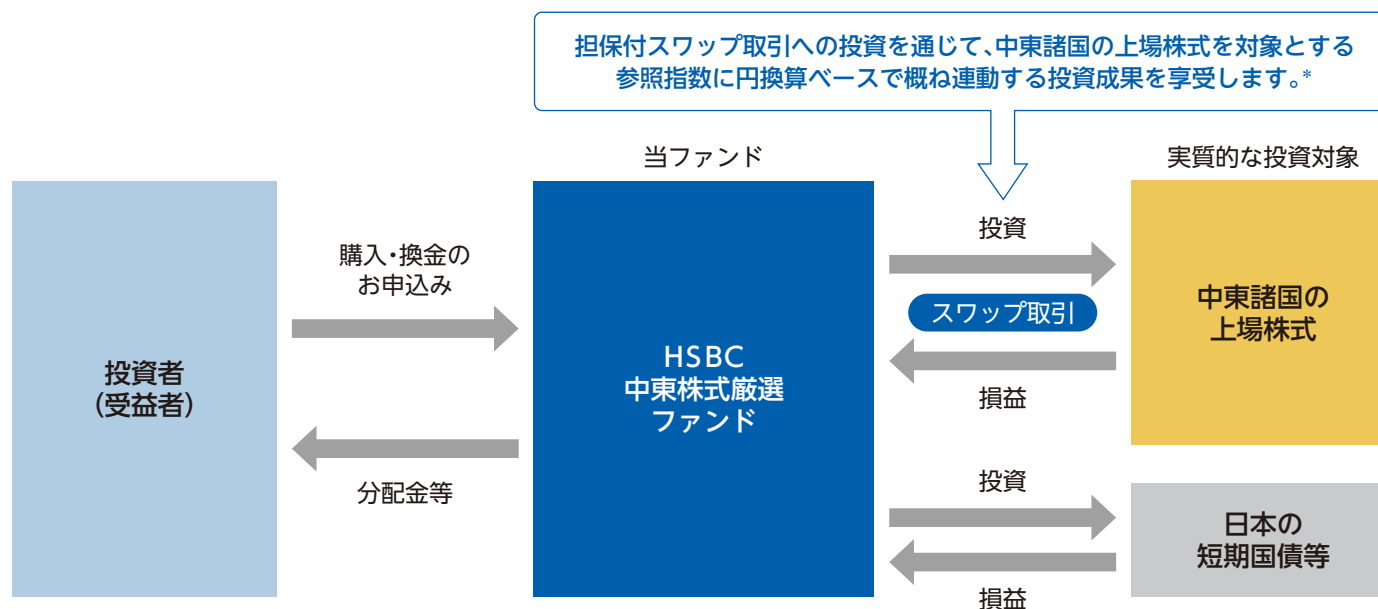 担保付スワップ取引への投資を通じて、中東諸国の上場株式を対象とする
参照指数に円換算ベースで概ね連動する投資成果を享受します。*
当ファンド
実質的な投資対象
投資者
(受益者)
購入・換金の
お申込み
分配金等
HSBC
中東株式厳選
ファンド
投資
スワップ取引
損益
中東諸国の
上場株式
投資
損益
日本の
短期国債等